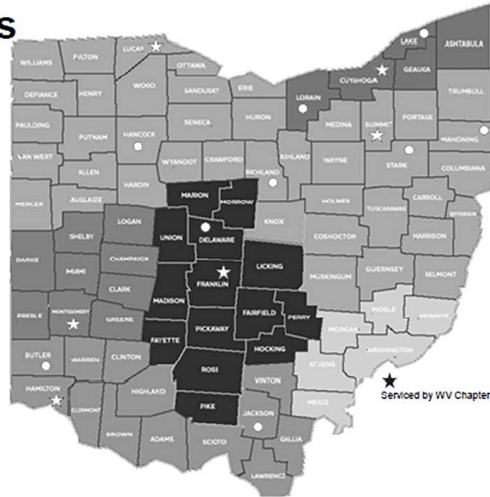 S
LAKE
ASHTABULA
LUCAS
WILLIAMS
FULTON
OTTAWA
CUYAHOGA
GEAUGA
DEFIANCE
HENRY
WOOD
SANDUSKY
ERIE
LORAIN
TRUMBULL
PAULDING
SENECA
HURON
MEDINA
SUMMIT
PORTAGE
PUTNAM
HANCOCK
MAHONING
VAN WERT
WYANDOT
CRAWFORD
RICHLAND
ASHLAND
WAYNE
STARK
COLUMBIANA
ALLEN
HARDIN
MERCER
AUGLAIZE
MARION
MORROW
HOLMES
CARROLL
TUSCARAWAS
JEFFERSON
LOGAN
UNION
DELAWARE
KNOX
COSHOCTON
HARRISON
SHELBY
DARKE
MIAMI
CHAMPAIGN
LICKING
GUERNSEY
BELMONT
CLARK
FRANKLIN
MUSKINGUM
MADISON
PREBLE
MONTGOMERY
GREENE
FAIRFIELD
PERRY
NOBLE
MONROE
PICKAWAY
MORGAN
FAYETTE
HOCKING
WASHINGTON
BUTLER
WARREN
CLINTON
ROSS
ATHENS
HAMILTON
HIGHLAND
VINTON
Serviced by WV Chapter
CLERMONT
PIKE
JACKSON
MEIGS
BROWN
ADAMS
SCIOTO
GALLIA
LAWRENCE